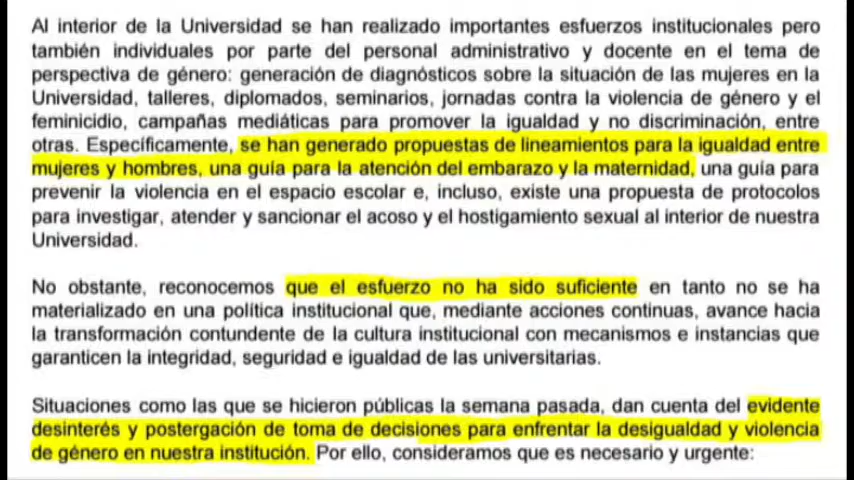 Al interior de la Universidad se han realizado importantes esfuerzos institucionales pero
también individuales por parte del personal administrativo y docente en el tema de
perspectiva de género: generación de diagnósticos sobre la situación de las mujeres en la
Universidad, talleres, diplomados, seminarios, jornadas contra la violencia de género y el
feminicidio, campañas mediáticas para promover la igualdad y no discriminación, entre
otras. Específicamente, se han generado propuestas de lineamientos para la igualdad entre
mujeres y hombres, una guía para la atención del embarazo y la maternidad, una guía para
prevenir la violencia en el espacio escolar e, incluso, existe una propuesta de protocolos
para investigar, atender y sancionar el acoso y el hostigamiento sexual al interior de nuestra
Universidad.
No obstante, reconocemos que el esfuerzo no ha sido suficiente en tanto no se ha
materializado en una política institucional que, mediante acciones continuas, avance hacia
la transformación contundente de la cultura institucional con mecanismos e instancias que
garanticen la integridad, seguridad e igualdad de las universitarias.
Situaciones como las que se hicieron públicas la semana pasada, dan cuenta del evidente
desinterés y postergación de toma de decisiones para enfrentar la desigualdad y violencia
de género en nuestra institución. Por ello, consideramos que es necesario y urgente: